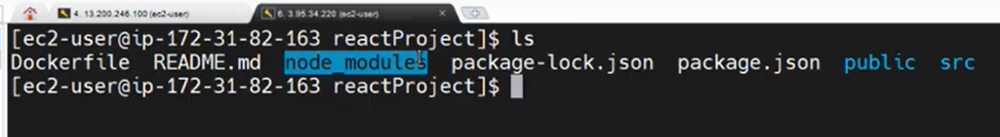 4. 13.200.246.100 (ec2-user)
6. 3.95.34.220 (ec2-user)
[ec2-user@ip-172-31-82-163 reactProject]$ ls
Dockerfile README.md node_modules package-lock.json package.json public src
[ec2-user@ip-172-31-82-163 reactProject]$